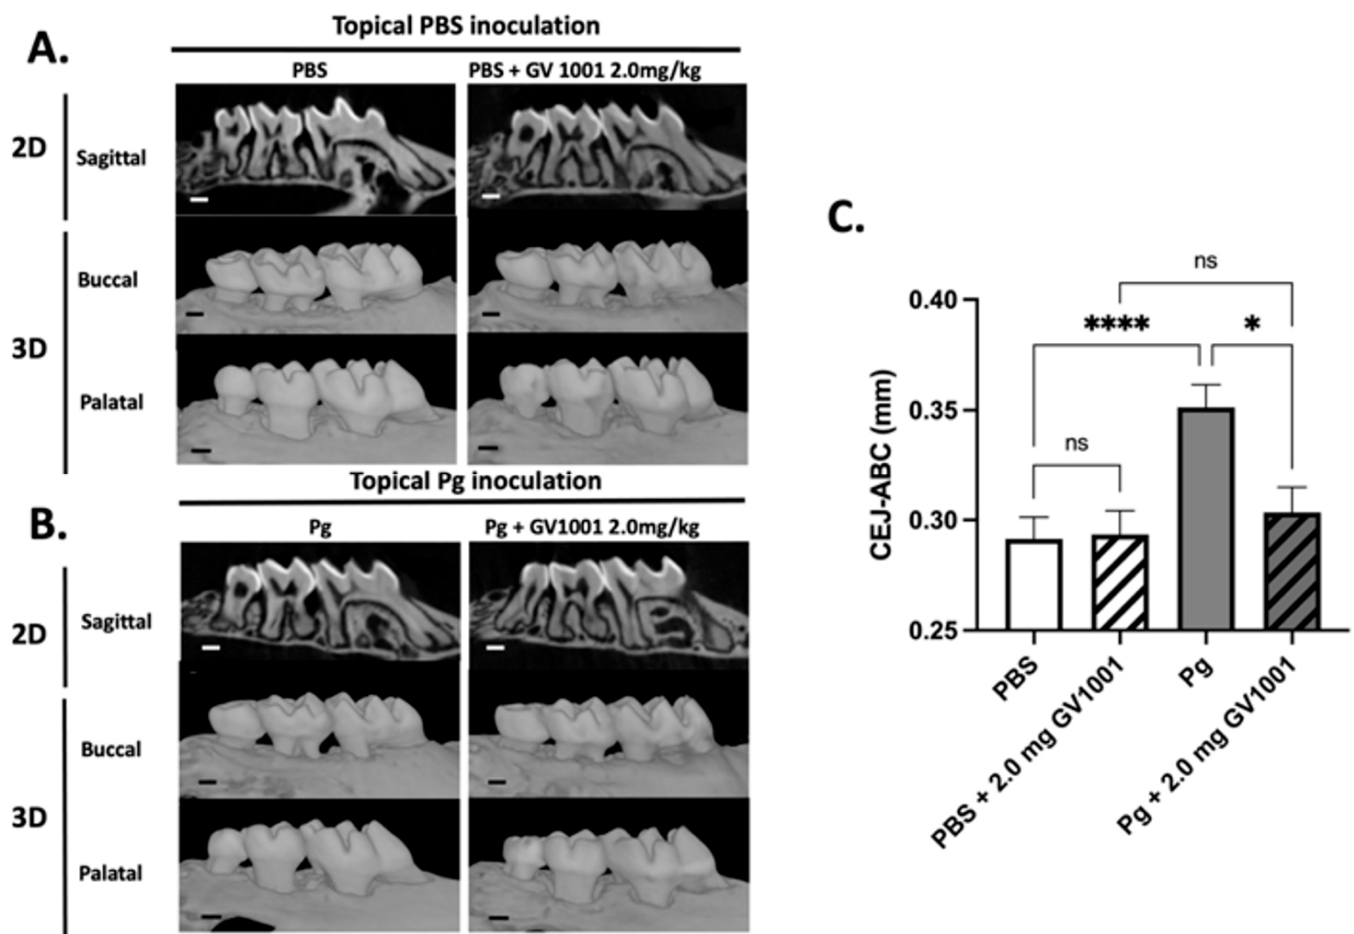 A.
Topical PBS inoculation
PBS
PBS + GV 1001 2.0mg/kg
2D
Sagittal
3D
Buccal
Palatal
B.
Topical Pg inoculation
Pg
Pg + GV1001 2.0mg/kg
2D
Sagittal
3D
Buccal
Palatal
C.
CEJ-ABC (mm)
0.40
0.35
0.30
0.25
ns
****
*
ns
PBS
PBS + 2.0 mg GV1001
Pg
Pg + 2.0 mg GV1001